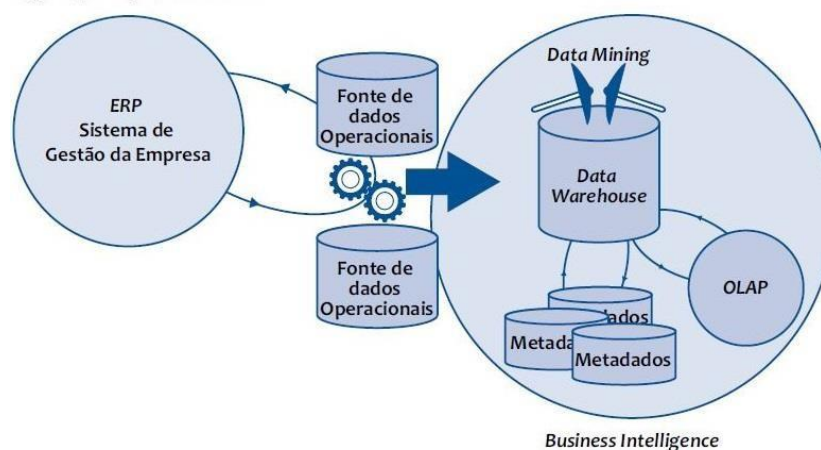 ERP
Sistema de
Gestão da Empresa
Fonte de
dados
Operacionais
Fonte de
dados
Operacionais
Data Mining
Data
Warehouse
OLAP
Metadados
Business Intelligence